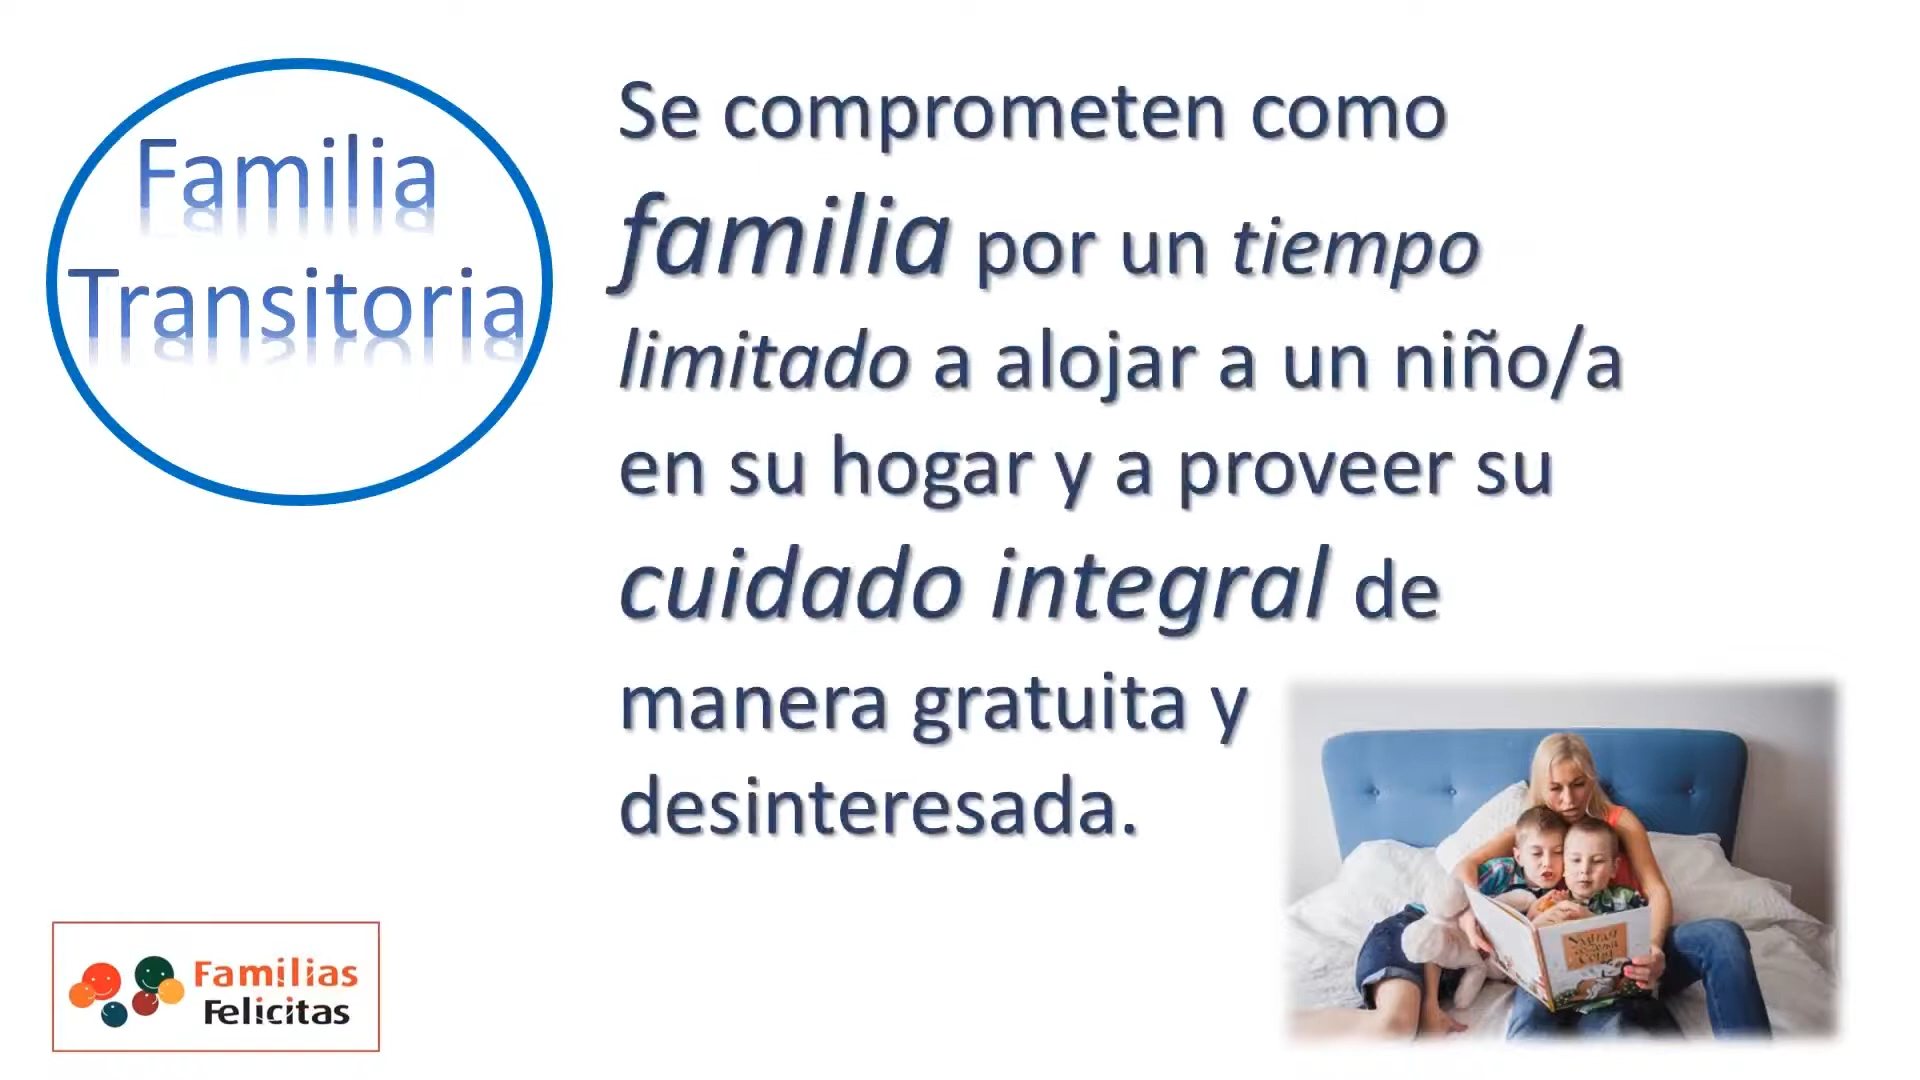 Familia
Transitoria
Se comprometen como
familia por un tiempo
limitado a alojar a un niño/a
en su hogar y a proveer su
cuidado integral de
manera gratuita y
desinteresada.
Familias
Felicitas